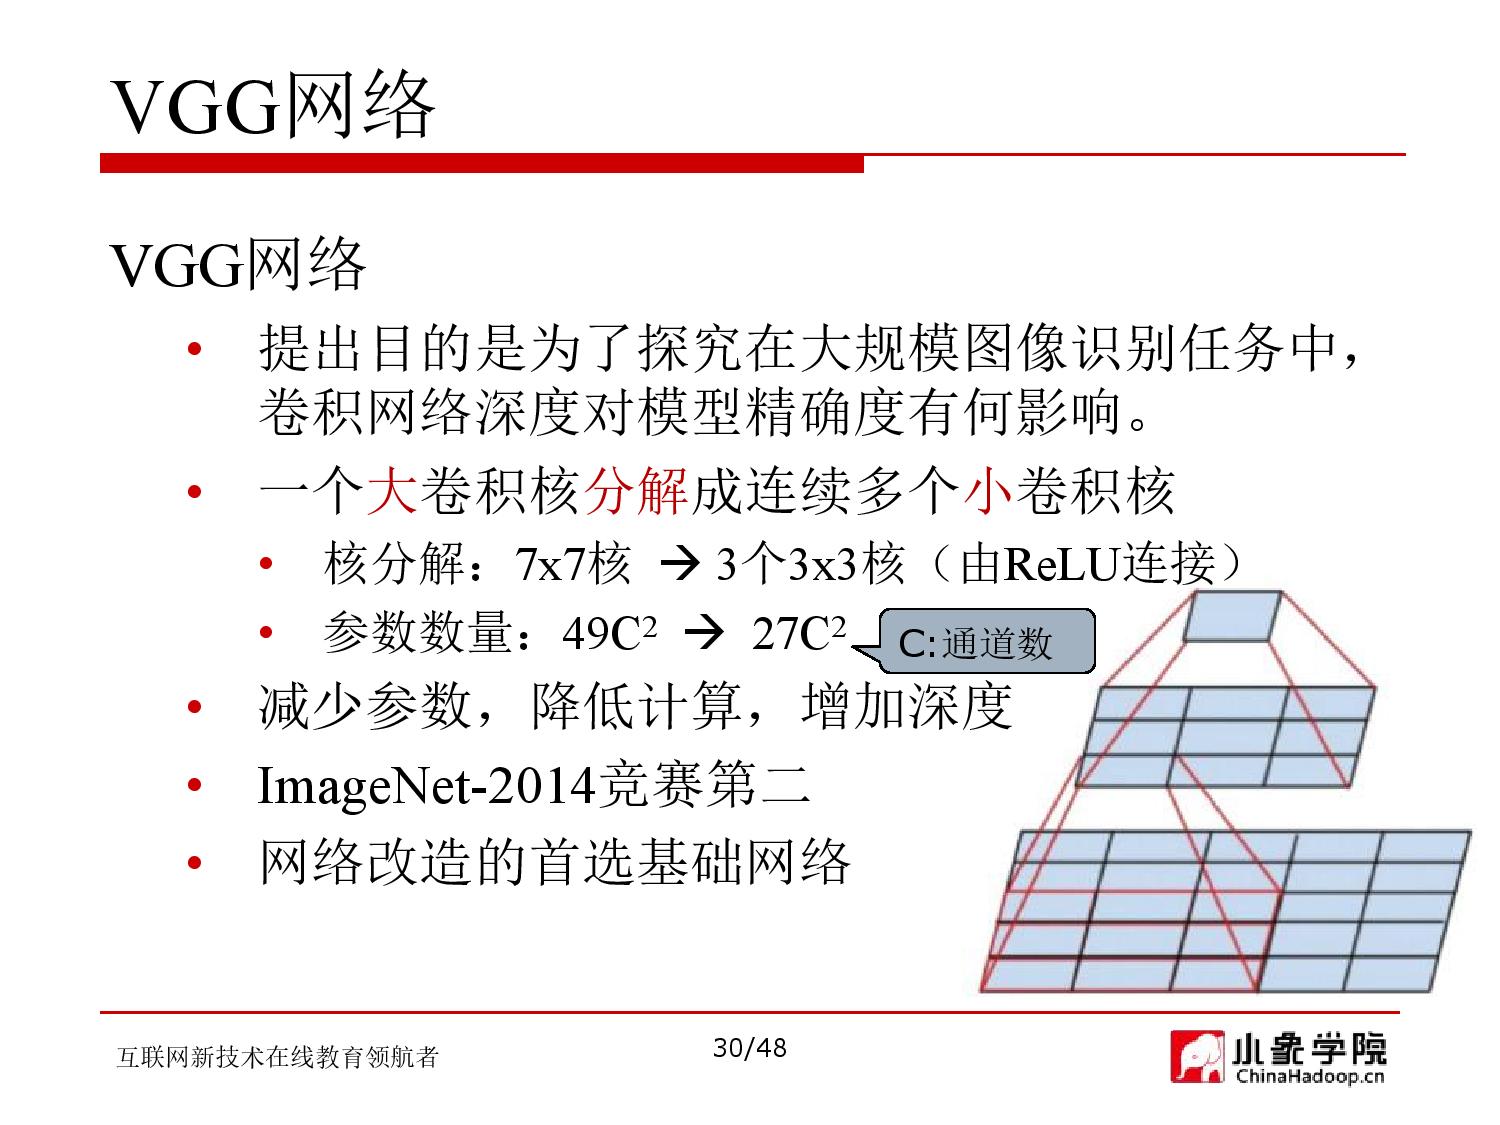 VGG网络
VGG网络
• 提出目的是为了探究在大规模图像识别任务中，
卷积网络深度对模型精确度有何影响。
• 一个大卷积核分解成连续多个小卷积核
• 核分解：7x7核 → 3个3x3核（由ReLU连接）
• 参数数量：49C² → 27C²
C:通道数
• 减少参数，降低计算，增加深度
• ImageNet-2014竞赛第二
• 网络改造的首选基础网络
互联网新技术在线教育领航者
30/48
小象学院
ChinaHadoop.cn